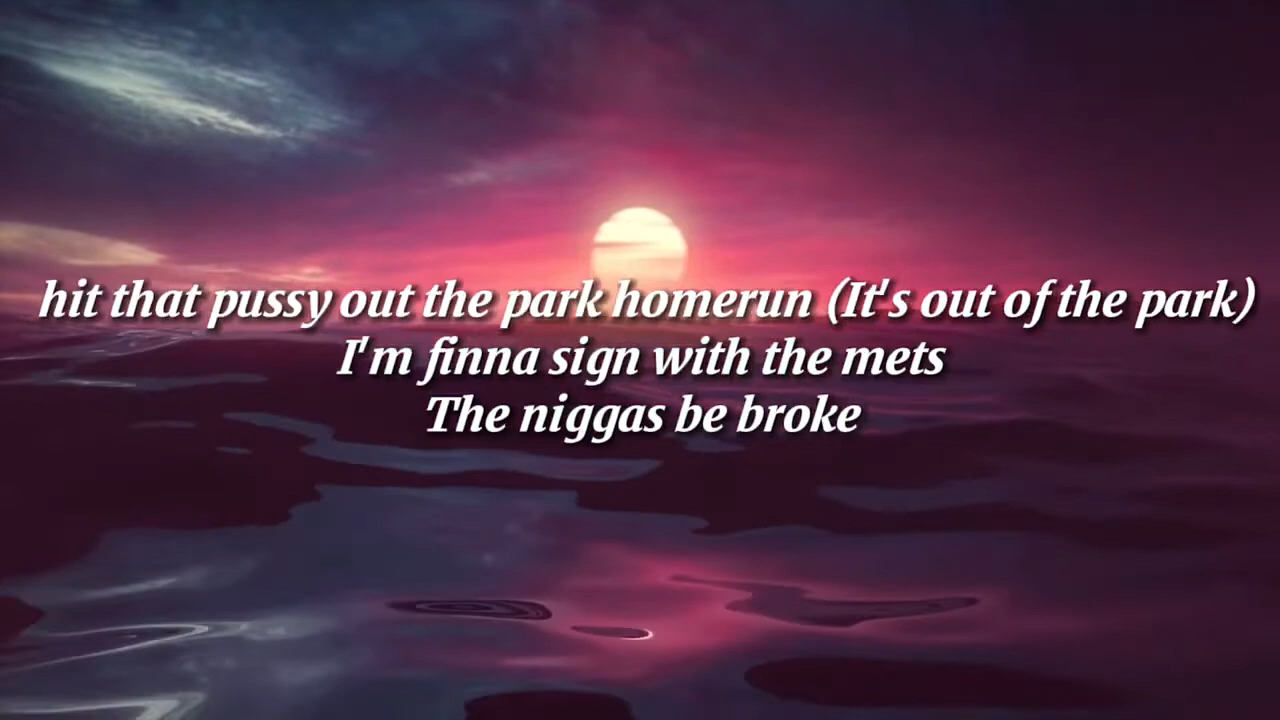 hit that pussy out the park homerun (It's out of the park)
I'm finna sign with the mets
The niggas be broke